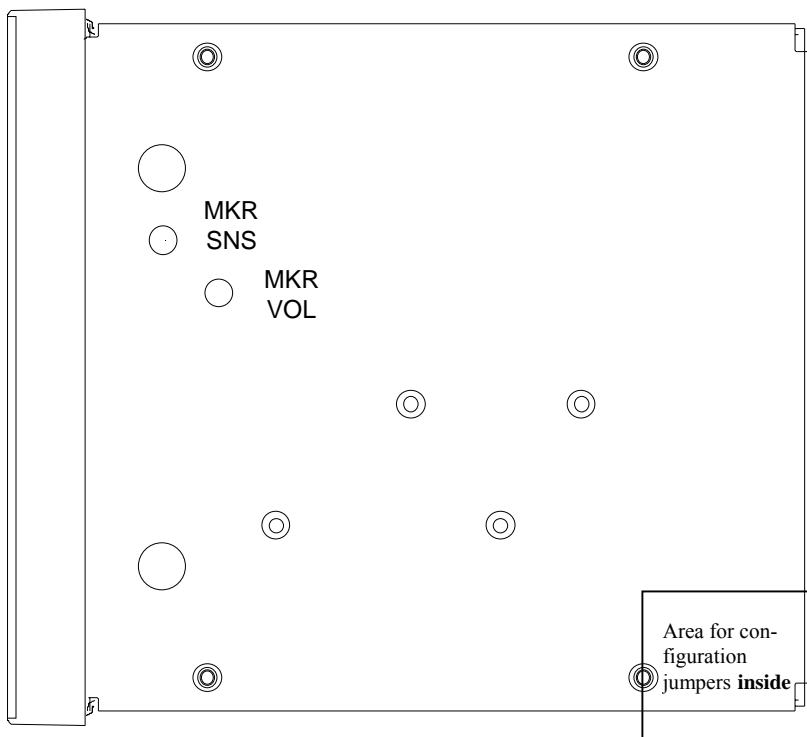 MKR
SNS
MKR
VOL
Area for con-
figuration
jumpers inside